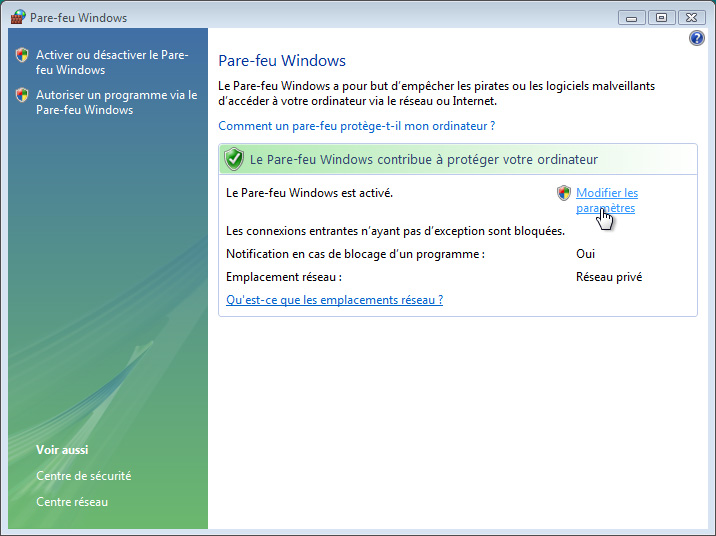 Pare-feu Windows
Activer ou désactiver le Pare-
feu Windows
Autoriser un programme via le
Pare-feu Windows
Voir aussi
Centre de sécurité
Centre réseau
?
Pare-feu Windows
Le Pare-feu Windows a pour but d'empêcher les pirates ou les logiciels malveillants
d'accéder à votre ordinateur via le réseau ou Internet.
Comment un pare-feu protège-t-il mon ordinateur ?
Le Pare-feu Windows contribue à protéger votre ordinateur
Le Pare-feu Windows est activé.
Modifier les
paramètres
Les connexions entrantes n'ayant pas d'exception sont bloquées.
Notification en cas de blocage d'un programme : Oui
Emplacement réseau : Réseau privé
Qu'est-ce que les emplacements réseau ?